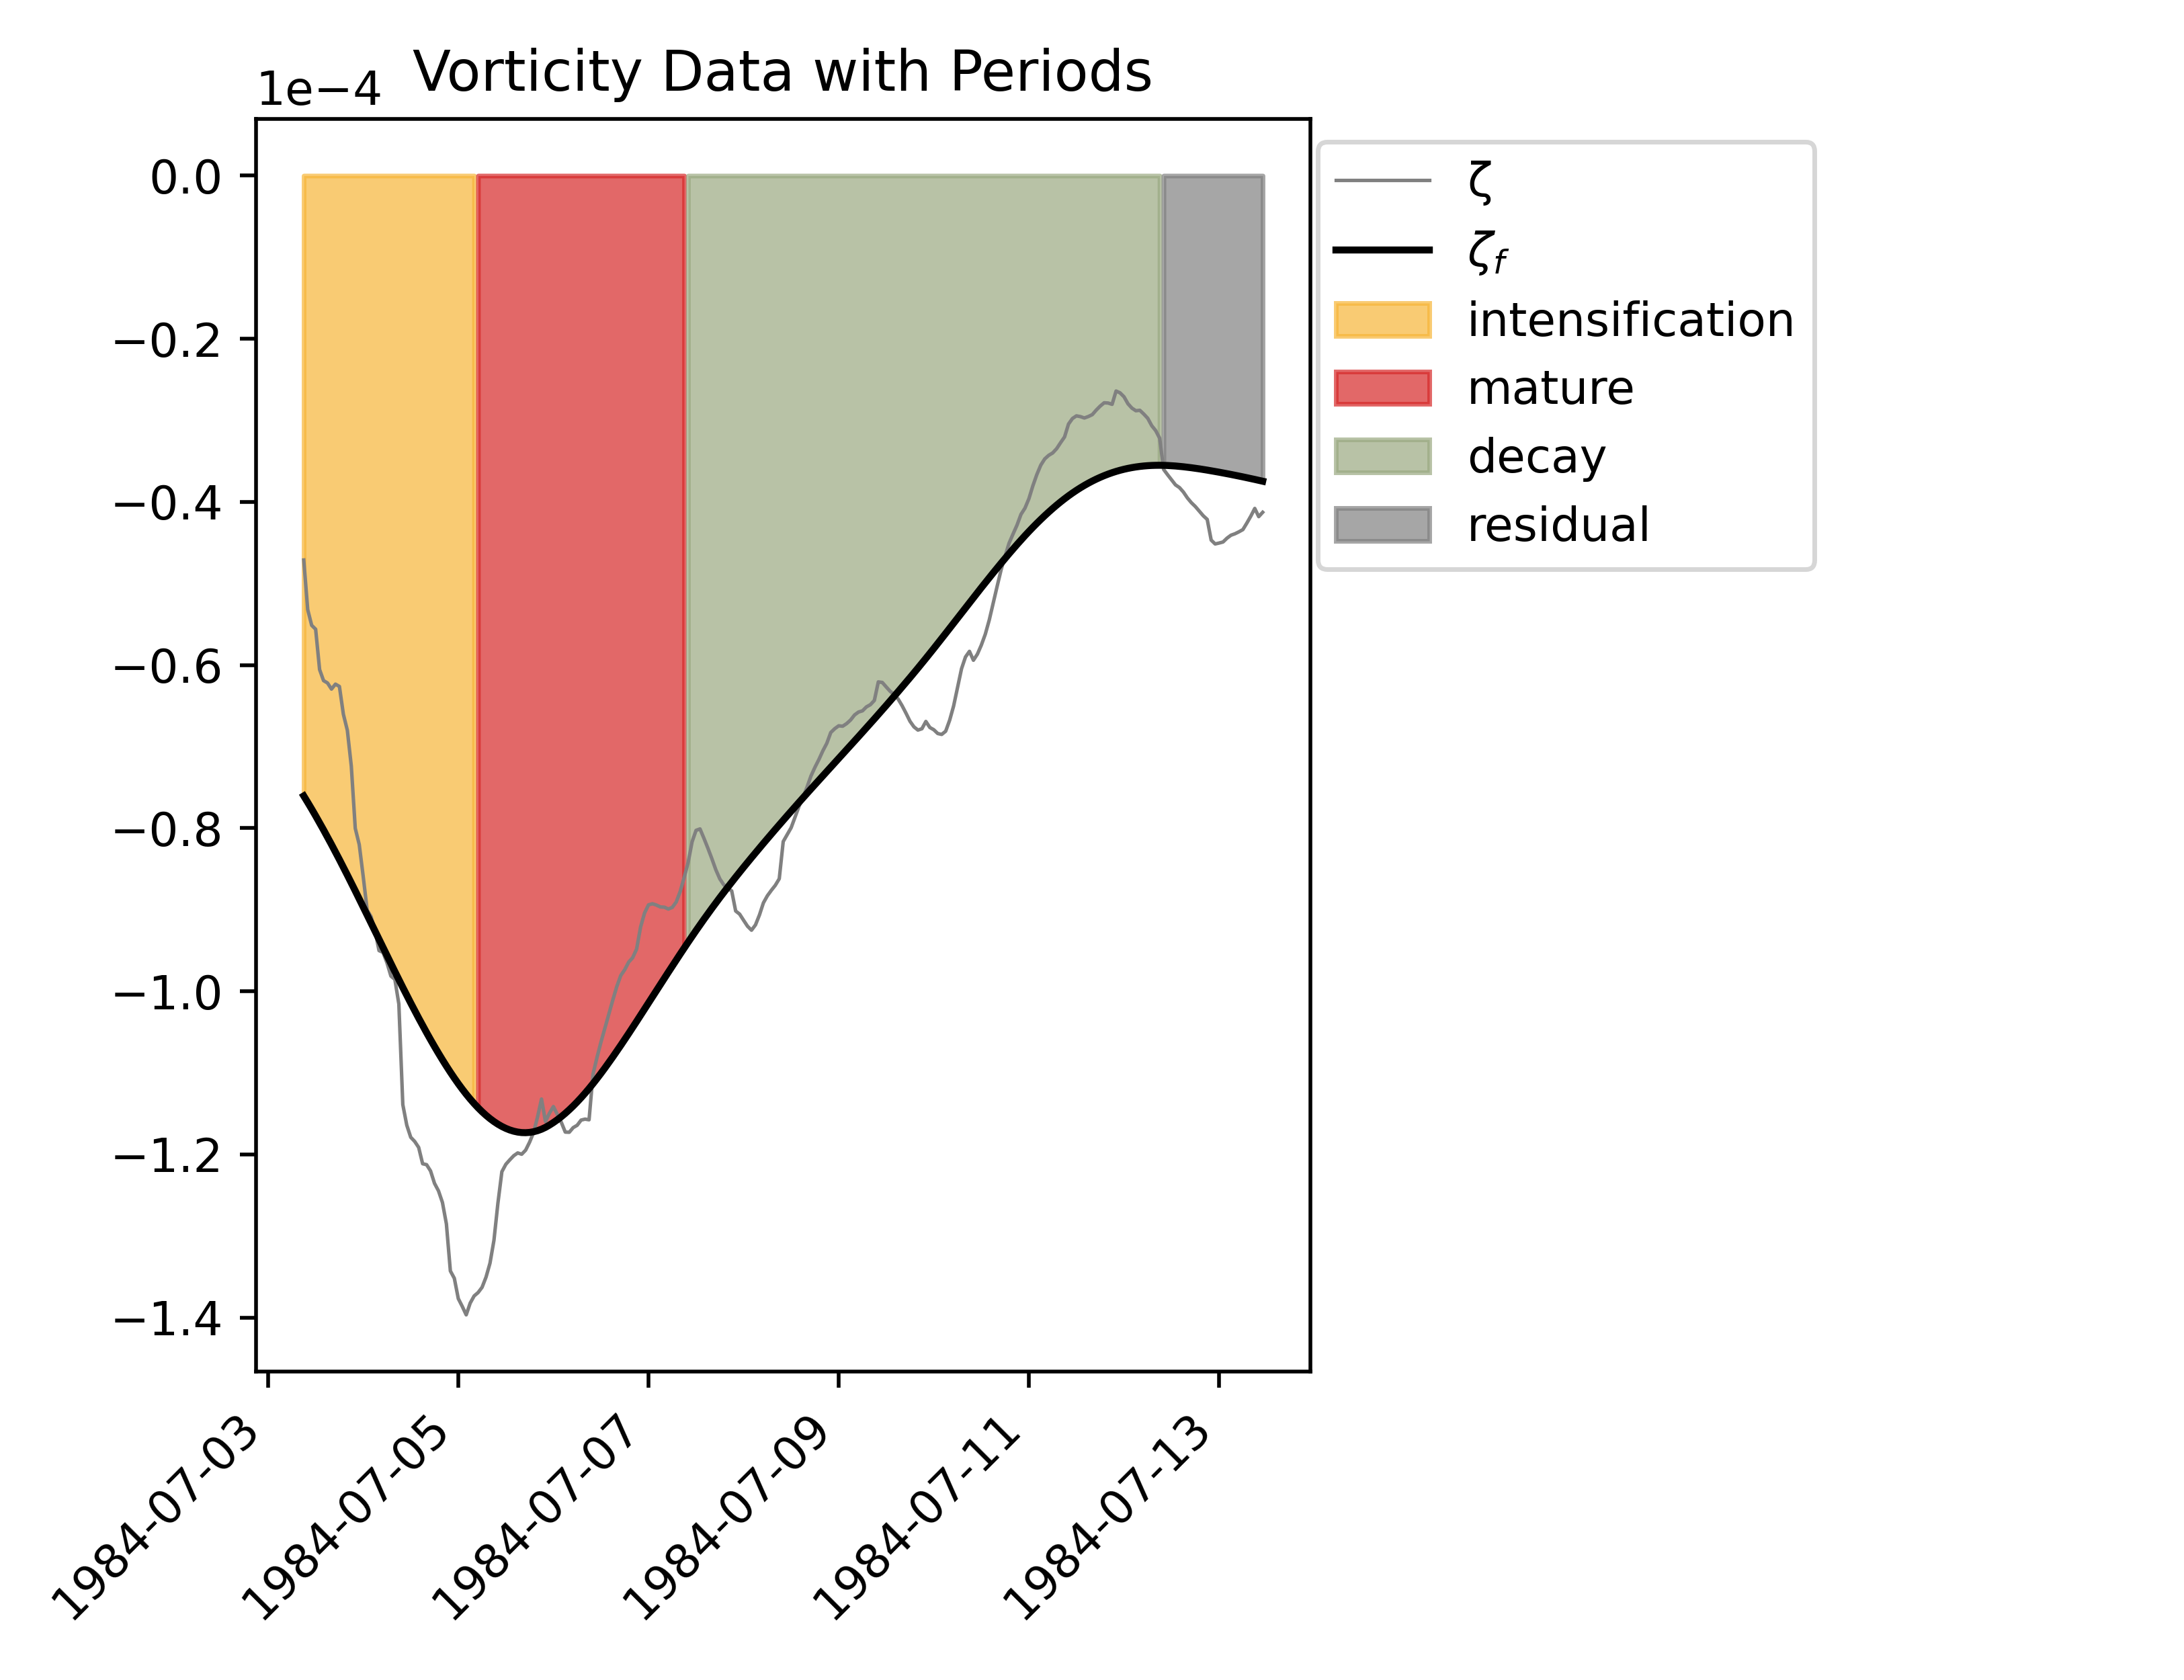 Vorticity Data with Periods
1e−4
0.0
−0.2
−0.4
−0.6
−0.8
−1.0
−1.2
−1.4
1984-07-03
1984-07-05
1984-07-07
1984-07-09
1984-07-11
1984-07-13
ζ
ζf
intensification
mature
decay
residual